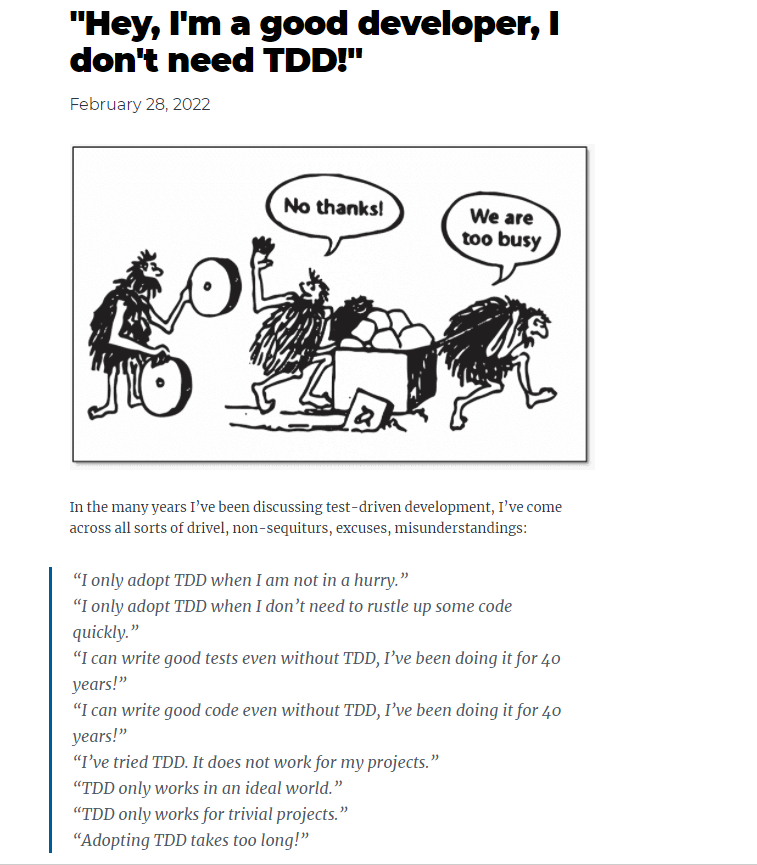 "Hey, I'm a good developer, I
don't need TDD!"
February 28, 2022
No thanks!
We are
too busy
In the many years I’ve been discussing test-driven development, I’ve come
across all sorts of drivel, non-sequiturs, excuses, misunderstandings:
“I only adopt TDD when I am not in a hurry.”
“I only adopt TDD when I don’t need to rustle up some code
quickly.”
“I can write good tests even without TDD, I’ve been doing it for 40
years!”
“I can write good code even without TDD, I’ve been doing it for 40
years!”
“I’ve tried TDD. It does not work for my projects.”
“TDD only works in an ideal world.”
“TDD only works for trivial projects.”
“Adopting TDD takes too long!”